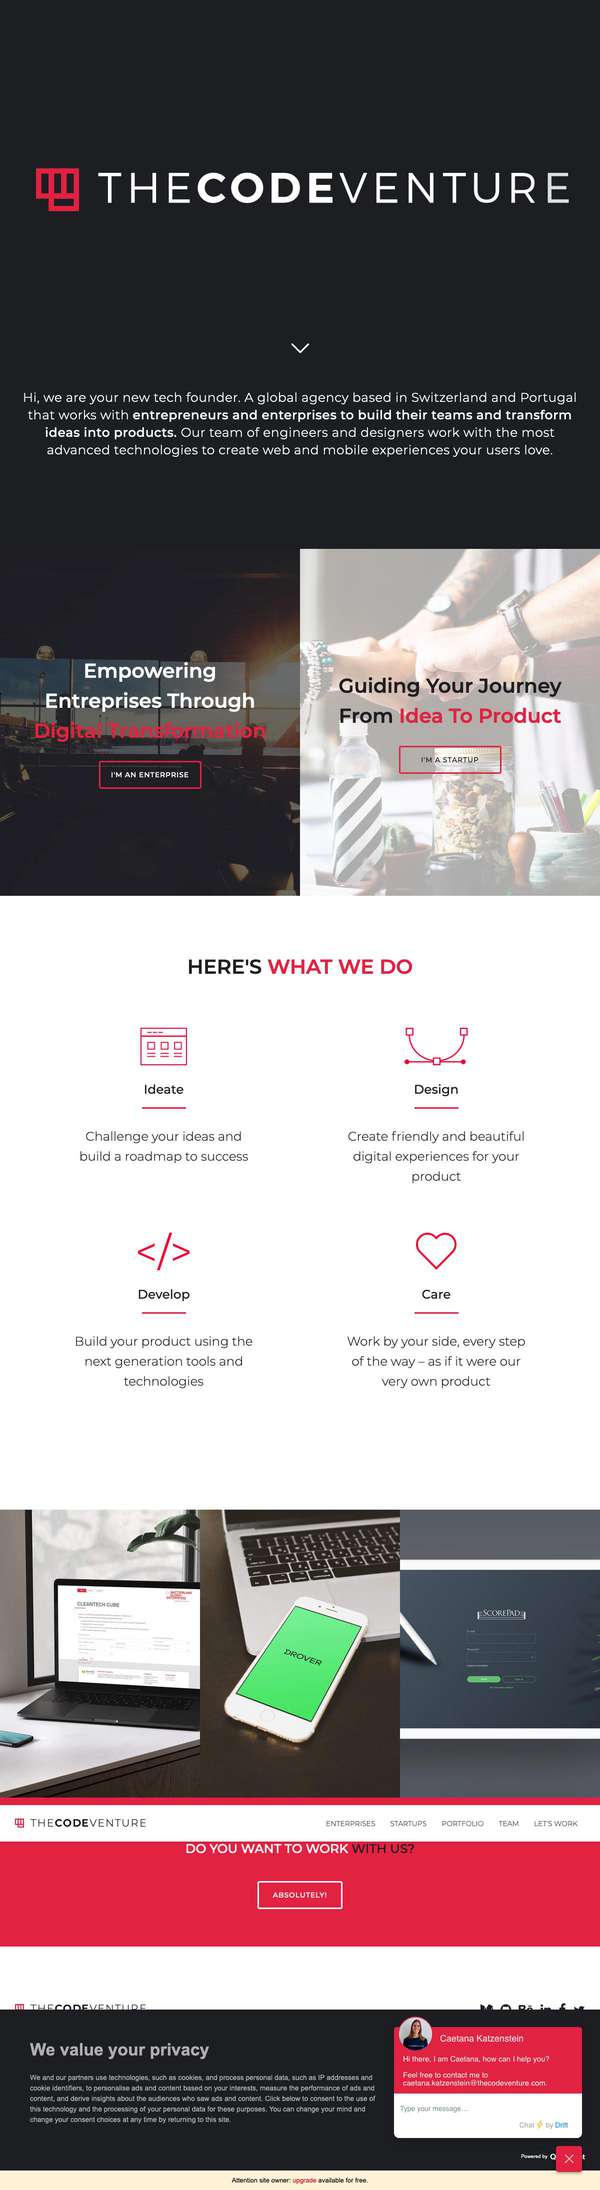 THECODEVENTURE
Hi, we are your new tech founder. A global agency based in Switzerland and Portugal
that works with entrepreneurs and enterprises to build their teams and transform
ideas into products. Our team of engineers and designers work with the most
advanced technologies to create web and mobile experiences your users love.
Empowering
Entreprises Through
Digital Transformation
I'M AN ENTERPRISE
Guiding Your Journey
From Idea To Product
I'M A STARTUP
HERE'S WHAT WE DO
Ideate
Challenge your ideas and
build a roadmap to success
Design
Create friendly and beautiful
digital experiences for your
product
Develop
Build your product using the
next generation tools and
technologies
Care
Work by your side, every step
of the way – as if it were our
very own product
CLEANTECH CUBE
DROVER
SCOREPAD
THECODEVENTURE
ENTERPRISES STARTUPS PORTFOLIO TEAM LET'S WORK
DO YOU WANT TO WORK WITH US?
ABSOLUTELY!
THECODEVENTURE
We value your privacy
We and our partners use technologies, such as cookies, and process personal data, such as IP addresses and
cookie identifiers, to personalise ads and content based on your interests, measure the performance of ads and
content, and derive insights about the audiences who saw ads and content. Click below to consent to the use of
this technology and the processing of your personal data for these purposes. You can change your mind and
change your consent choices at any time by returning to this site.
Caetana Katzenstein
Hi there, I am Caetana, how can I help you?
Feel free to contact me to
caetana.katzenstein@thecodeventure.com.
Type your message...
Chat ⚡ by Drift
Powered by
Attention site owner: upgrade available for free.